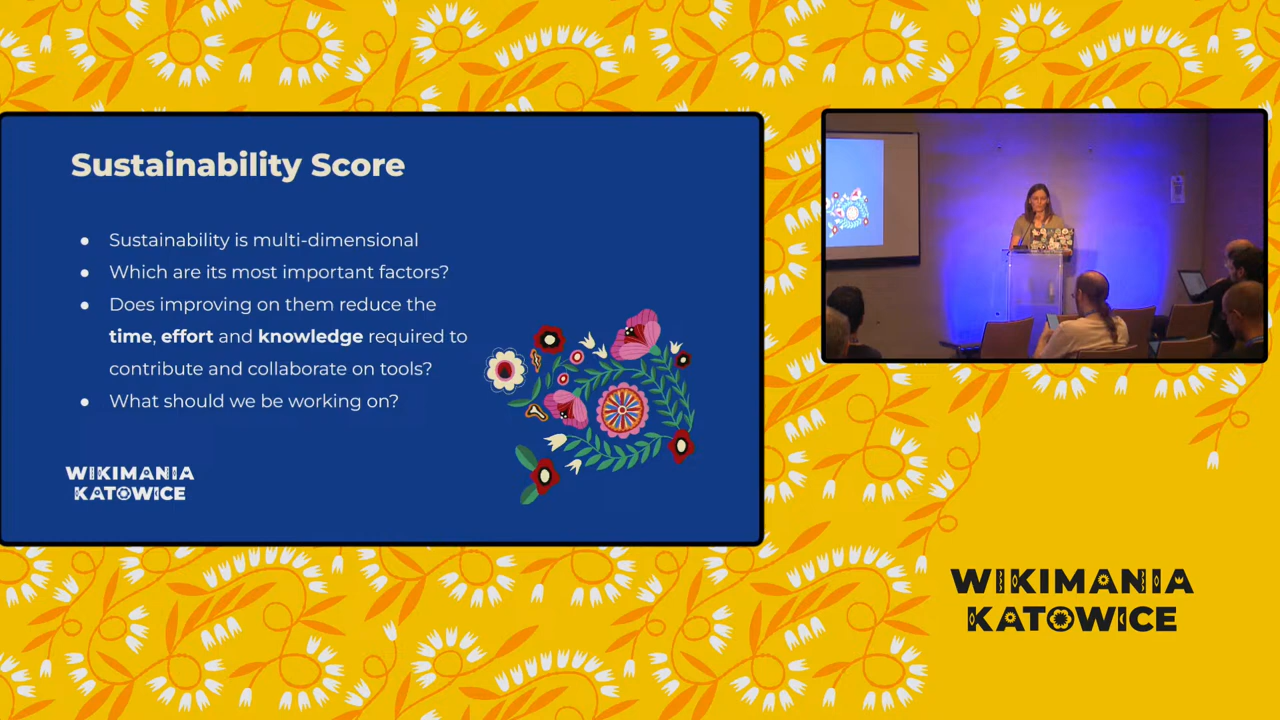 Sustainability Score
● Sustainability is multi-dimensional
● Which are its most important factors?
● Does improving on them reduce the
time, effort and knowledge required to
contribute and collaborate on tools?
● What should we be working on?
WIKIMANIA
KATOWICE
WIKIMANIA
KATOWICE